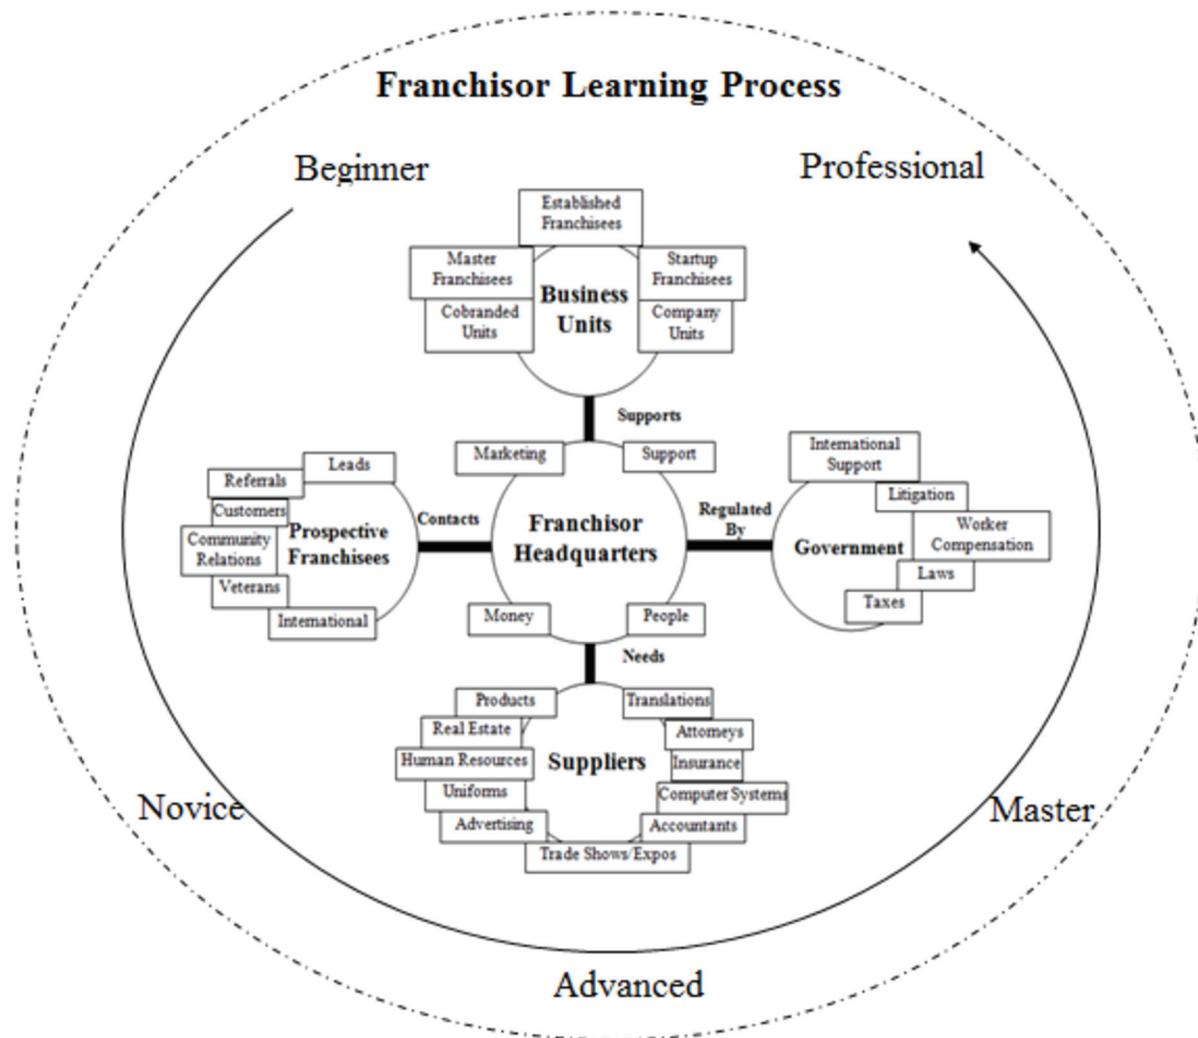 Franchisor Learning Process
Beginner
Professional
Established
Franchisees
Master
Franchisees
Startup
Franchisees
Business
Units
Cobranded
Units
Company
Units
Supports
Marketing
Support
International
Support
Leads
Referrals
Customers
Community
Relations
Veterans
International
Prospective
Franchisees
Contacts
Franchisor
Headquarters
Regulated
By
Government
Litigation
Worker
Compensation
Laws
Taxes
Money
People
Needs
Products
Translations
Real Estate
Attorneys
Human Resources
Suppliers
Insurance
Uniforms
Computer Systems
Advertising
Accountants
Trade Shows/Expos
Novice
Master
Advanced